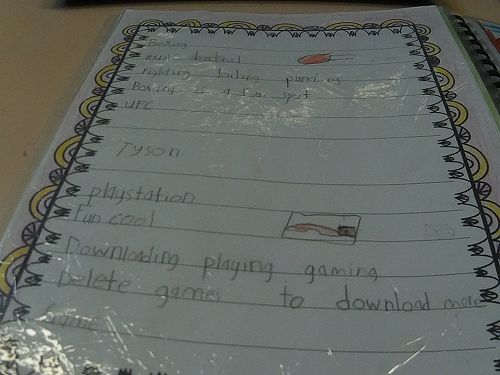 Boxing
Fighting hurting punching
Boxing is a fun sport
UFC
Tyson
playstation
Fun cool
Downloading playing gaming
Delete games to download more